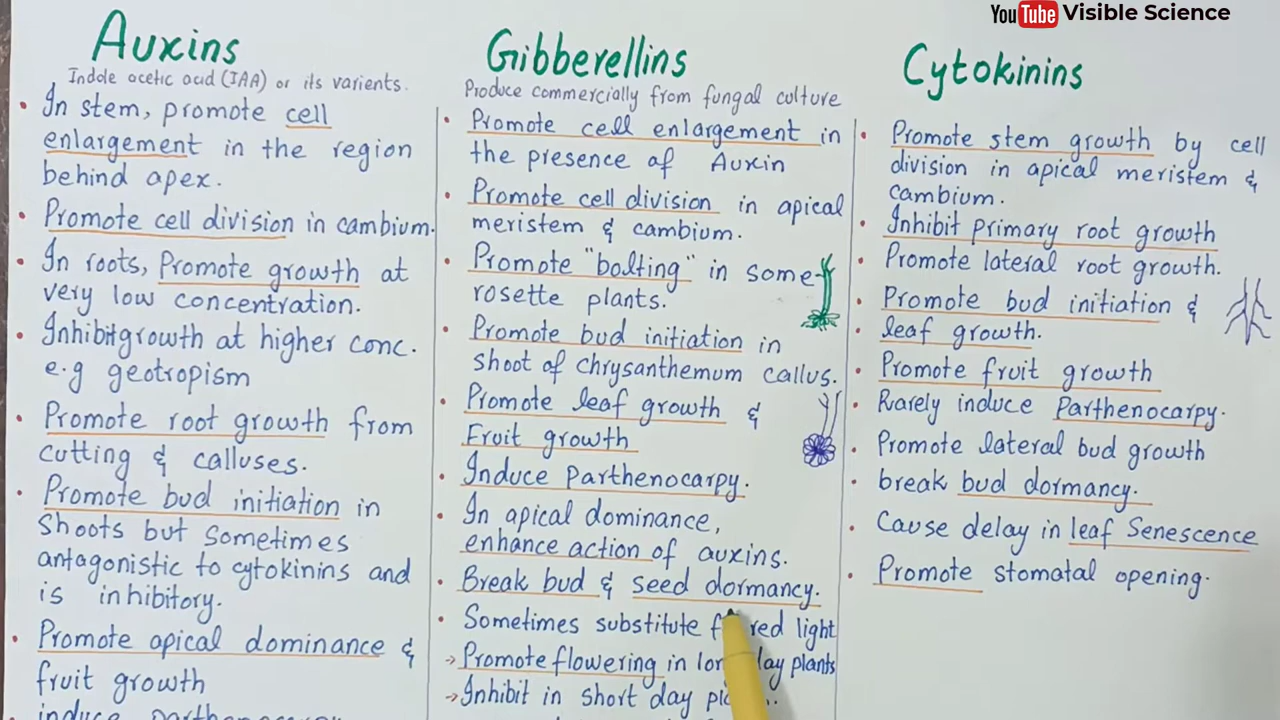 YouTube Visible Science
Auxins
Indole acetic acid (IAA) or its varients.
In stem, promote cell
enlargement in the region
behind apex.
Promote cell division in cambium.
In roots, Promote growth at
very low concentration.
Inhibit growth at higher conc.
e.g geotropism
Promote root growth from
cutting & calluses.
Promote bud initiation in
Shoots but Sometimes
antagonistic to cytokinins and
is inhibitory.
Promote apical dominance &
fruit growth
induce parthenocarpy
Gibberellins
Produce commercially from fungal culture
Promote cell enlargement in
the presence of Auxin
Promote cell division in apical
meristem & cambium.
Promote "bolting" in some
rosette plants.
Promote bud initiation in
shoot of chrysanthemum callus.
Promote leaf growth &
Fruit growth
Induce Parthenocarpy.
In apical dominance,
enhance action of auxins.
Break bud & seed dormancy.
Sometimes substitute red light
→ Promote flowering in day plants
→ Inhibit in short day
Cytokinins
Promote stem growth by cell
division in apical meristem &
cambium.
Inhibit primary root growth
Promote lateral root growth.
Promote bud initiation &
leaf growth.
Promote fruit growth
Rarely induce Parthenocarpy.
Promote lateral bud growth
break bud dormancy.
Cause delay in leaf Senescence
Promote stomatal opening.